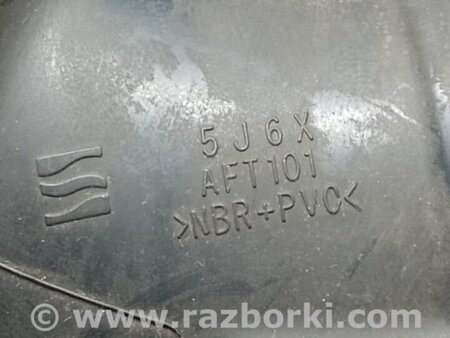 5J6X
AFT101
>NBR+PVC<
© www.razborki.com